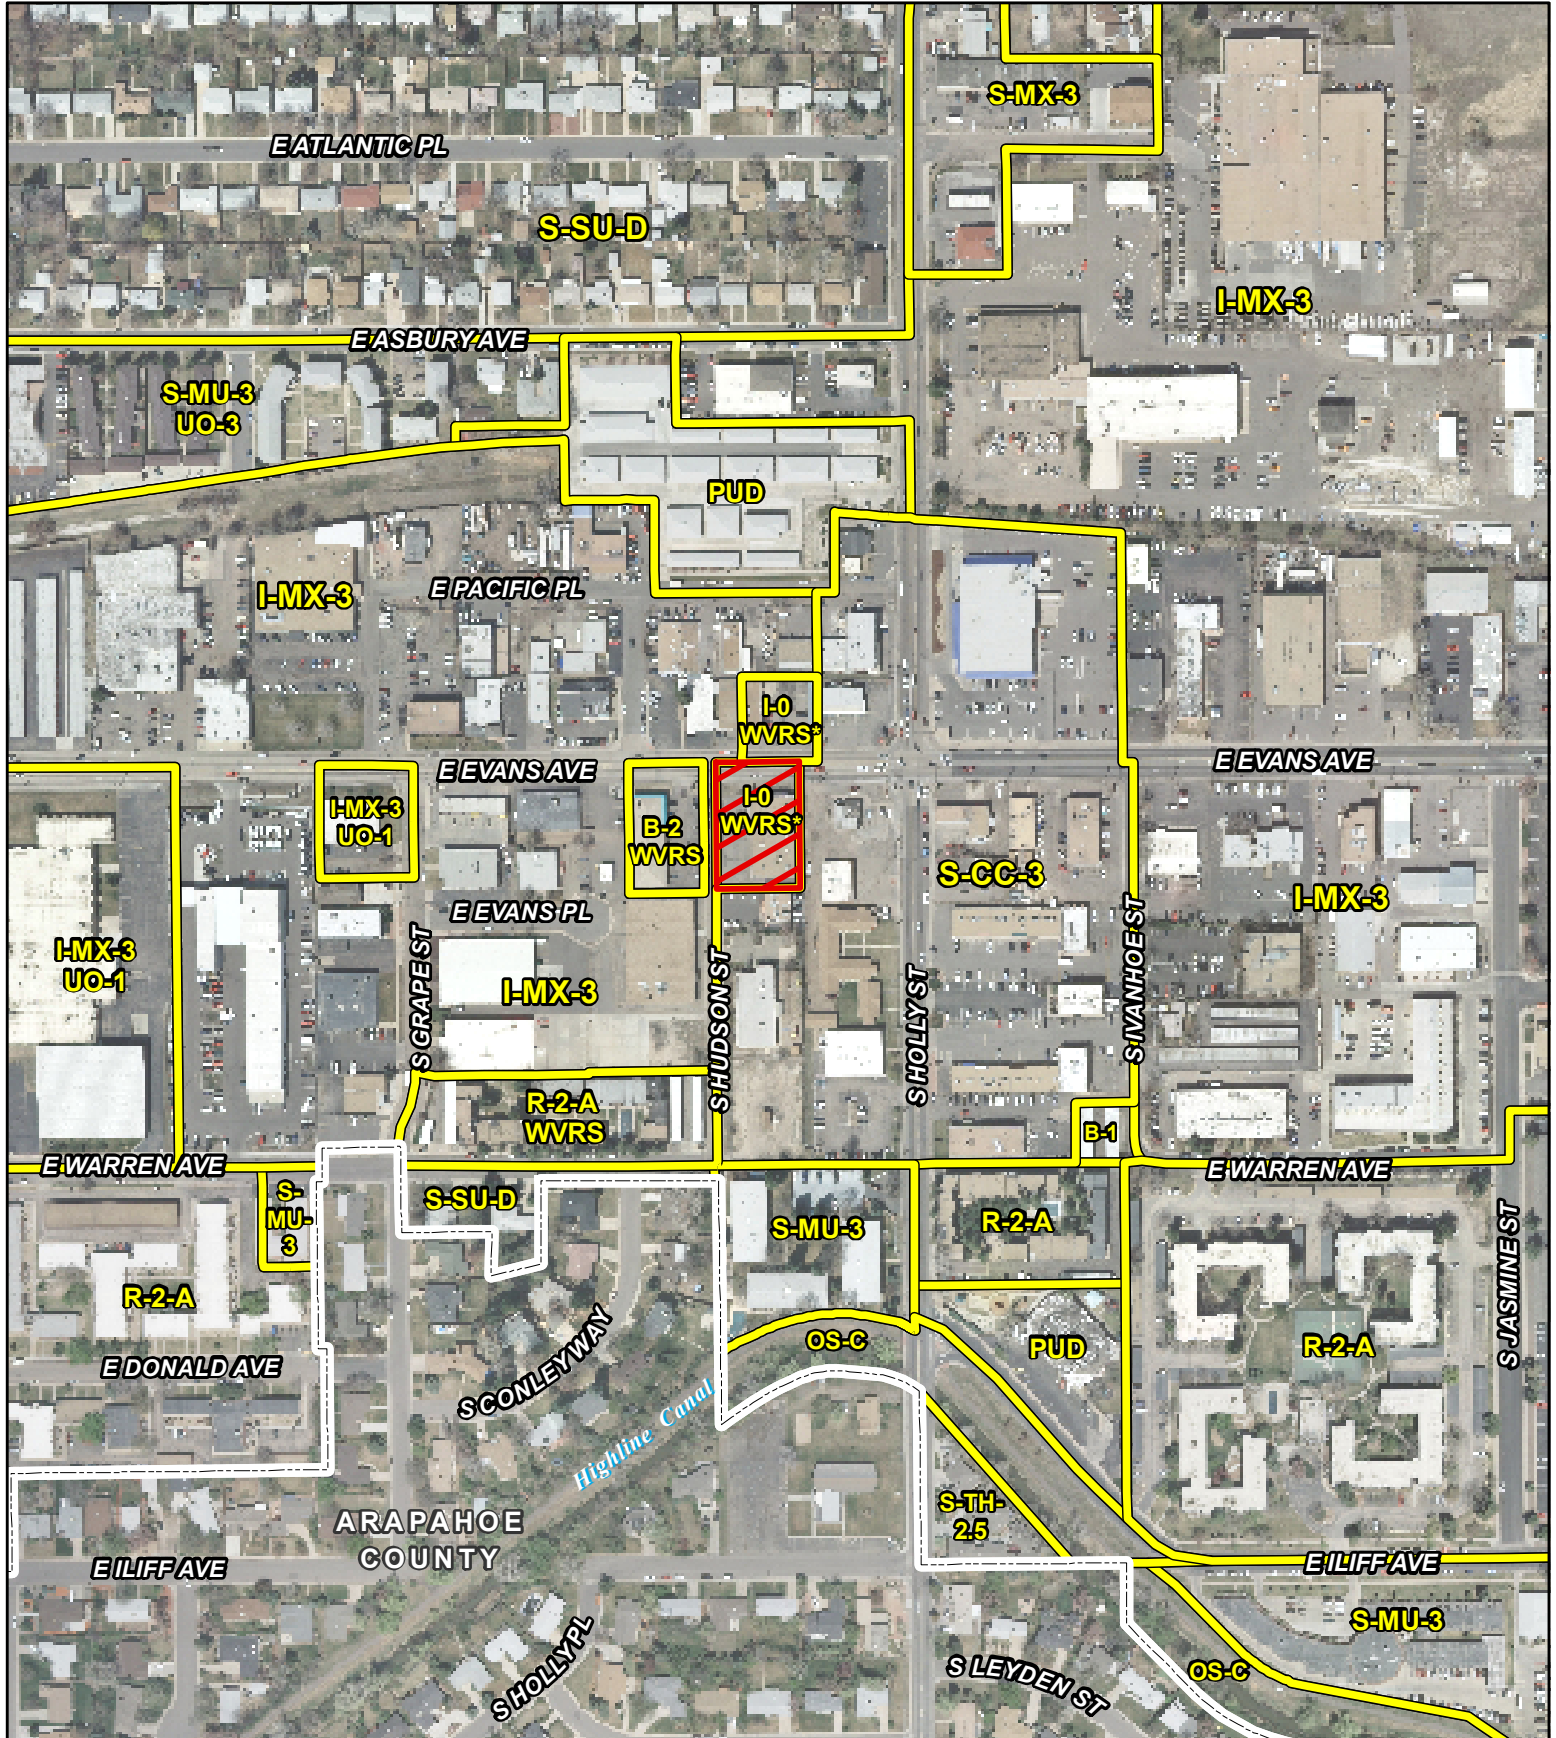 S-MX-3
E ATLANTIC PL
S-SU-D
I-MX-3
E ASBURY AVE
S-MU-3
UO-3
PUD
I-MX-3
E PACIFIC PL
I-0
WVRS*
E EVANS AVE
E EVANS AVE
I-MX-3
UO-1
B-2
WVRS
I-0
WVRS*
S-CC-3
I-MX-3
E EVANS PL
I-MX-3
UO-1
S GRAPE ST
I-MX-3
S HUDSON ST
S HOLLY ST
S IVANHOE ST
R-2-A
WVRS
B-1
E WARREN AVE
E WARREN AVE
S-
MU-
3
S-SU-D
S-MU-3
R-2-A
S JASMINE ST
R-2-A
OS-C
PUD
R-2-A
E DONALD AVE
S CONLEY WAY
Highline Canal
S-TH-
2.5
ARAPAHOE
COUNTY
E ILIFF AVE
E ILIFF AVE
S-MU-3
S HOLLY PL
S LEYDEN ST
OS-C